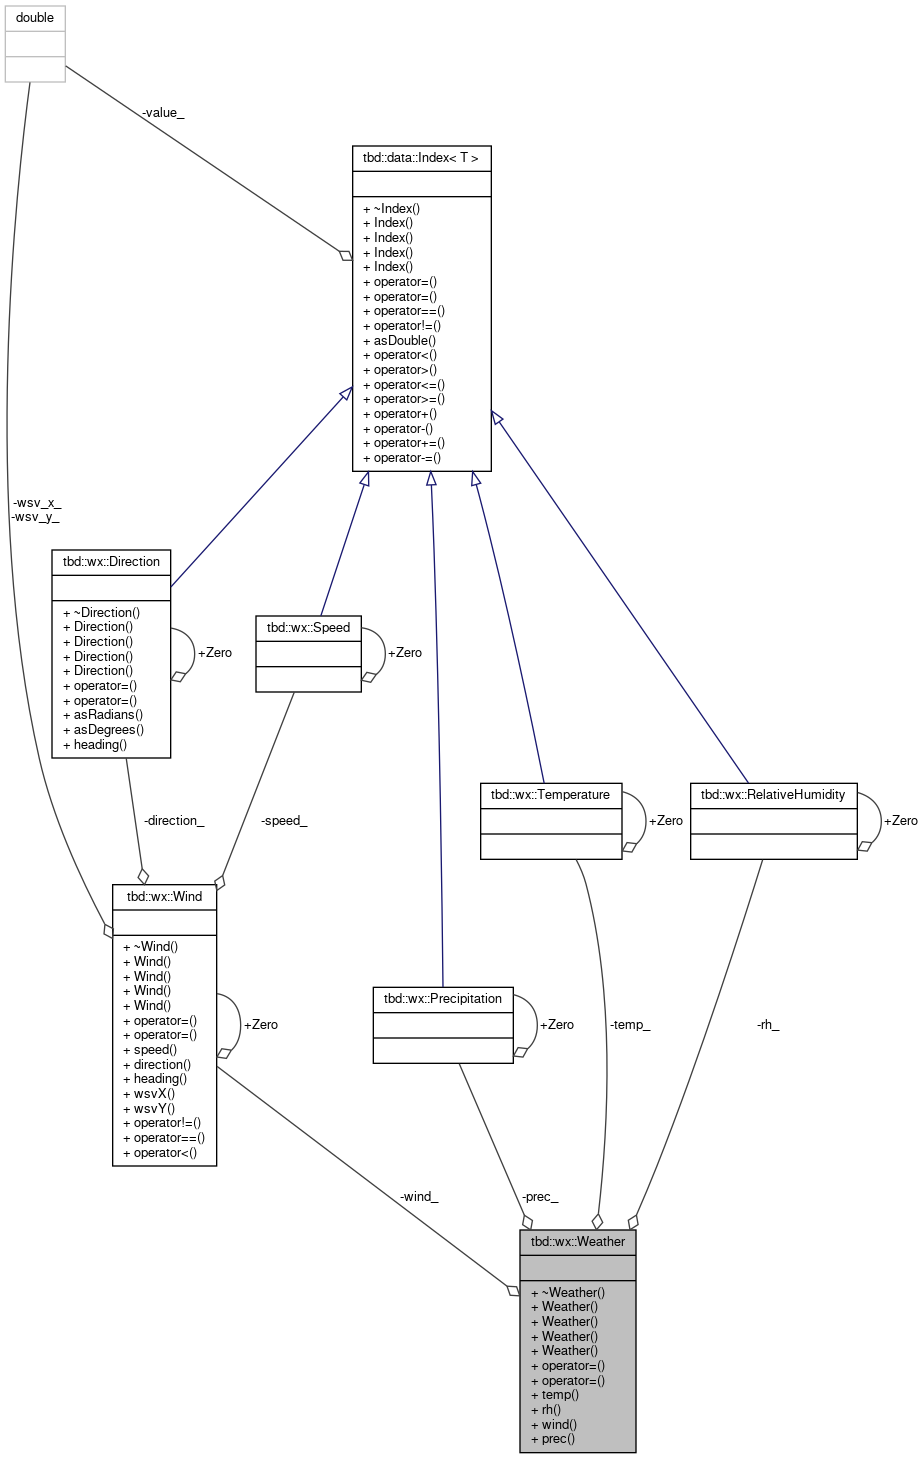 double
-value_
tbd::data::Index< T >
+ ~Index()
+ Index()
+ Index()
+ Index()
+ Index()
+ operator=()
+ operator=()
+ operator==()
+ operator!=()
+ asDouble()
+ operator<()
+ operator>()
+ operator<=()
+ operator>=()
+ operator+()
+ operator-()
+ operator+=()
+ operator-=()
-wsv_x_
-wsv_y_
tbd::wx::Direction
+ ~Direction()
+ Direction()
+ Direction()
+ Direction()
+ Direction()
+ operator=()
+ operator=()
+ asRadians()
+ asDegrees()
+ heading()
+Zero
tbd::wx::Speed
+Zero
-direction_
-speed_
tbd::wx::Temperature
+Zero
tbd::wx::RelativeHumidity
+Zero
tbd::wx::Wind
+ ~Wind()
+ Wind()
+ Wind()
+ Wind()
+ Wind()
+ operator=()
+ operator=()
+ speed()
+ direction()
+ heading()
+ wsvX()
+ wsvY()
+ operator!=()
+ operator==()
+ operator<()
+Zero
tbd::wx::Precipitation
+Zero
-temp_
-rh_
-wind_
-prec_
tbd::wx::Weather
+ ~Weather()
+ Weather()
+ Weather()
+ Weather()
+ Weather()
+ operator=()
+ operator=()
+ temp()
+ rh()
+ wind()
+ prec()